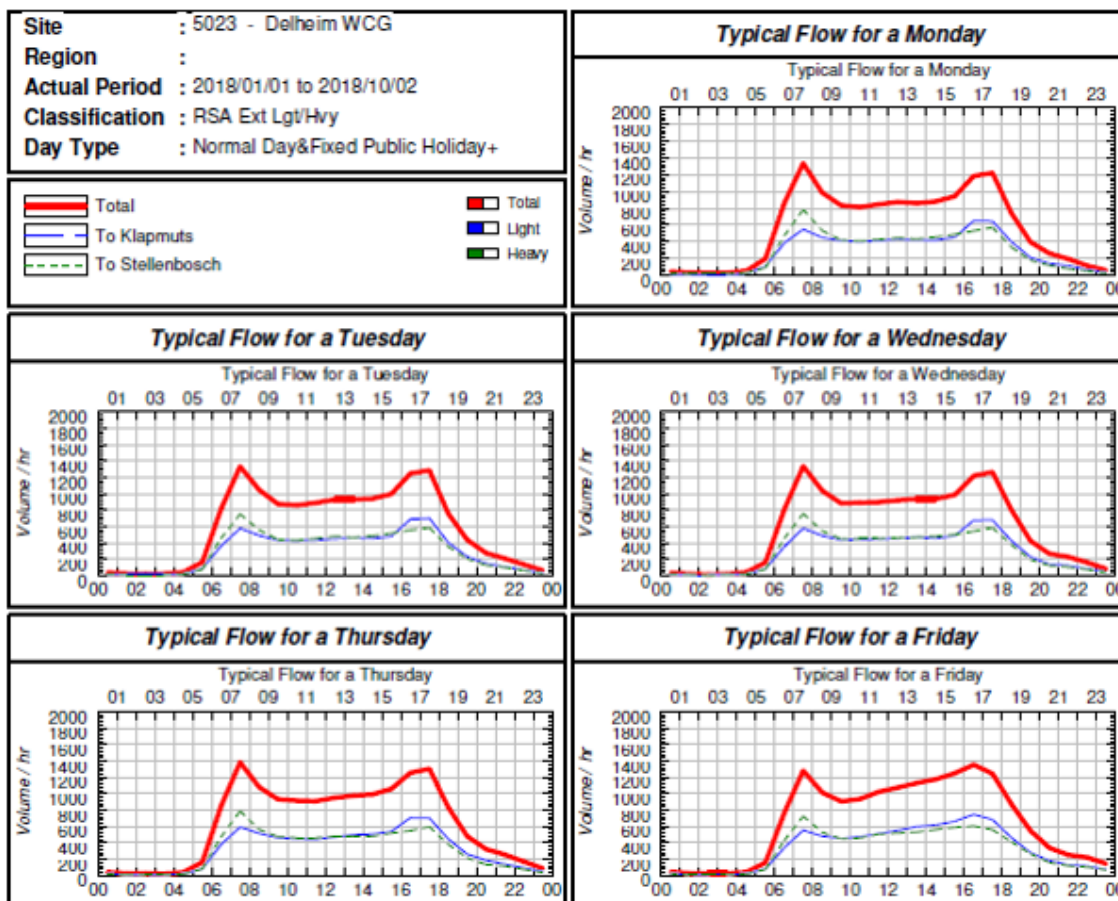 Site : 5023 - Delheim WCG
Region :
Actual Period : 2018/01/01 to 2018/10/02
Classification : RSA Ext Lgt/Hvy
Day Type : Normal Day&Fixed Public Holiday+
Total
To Klapmuts
To Stellenbosch
Total
Light
Heavy
Typical Flow for a Monday
Typical Flow for a Monday
01 03 05 07 09 11 13 15 17 19 21 23
2000
1800
1600
1400
1200
1000
800
600
400
200
0
Volume / hr
00 02 04 06 08 10 12 14 16 18 20 22 00
Typical Flow for a Tuesday
Typical Flow for a Tuesday
01 03 05 07 09 11 13 15 17 19 21 23
2000
1800
1600
1400
1200
1000
800
600
400
200
0
Volume / hr
00 02 04 06 08 10 12 14 16 18 20 22 00
Typical Flow for a Wednesday
Typical Flow for a Wednesday
01 03 05 07 09 11 13 15 17 19 21 23
2000
1800
1600
1400
1200
1000
800
600
400
200
0
Volume / hr
00 02 04 06 08 10 12 14 16 18 20 22 00
Typical Flow for a Thursday
Typical Flow for a Thursday
01 03 05 07 09 11 13 15 17 19 21 23
2000
1800
1600
1400
1200
1000
800
600
400
200
0
Volume / hr
00 02 04 06 08 10 12 14 16 18 20 22 00
Typical Flow for a Friday
Typical Flow for a Friday
01 03 05 07 09 11 13 15 17 19 21 23
2000
1800
1600
1400
1200
1000
800
600
400
200
0
Volume / hr
00 02 04 06 08 10 12 14 16 18 20 22 00